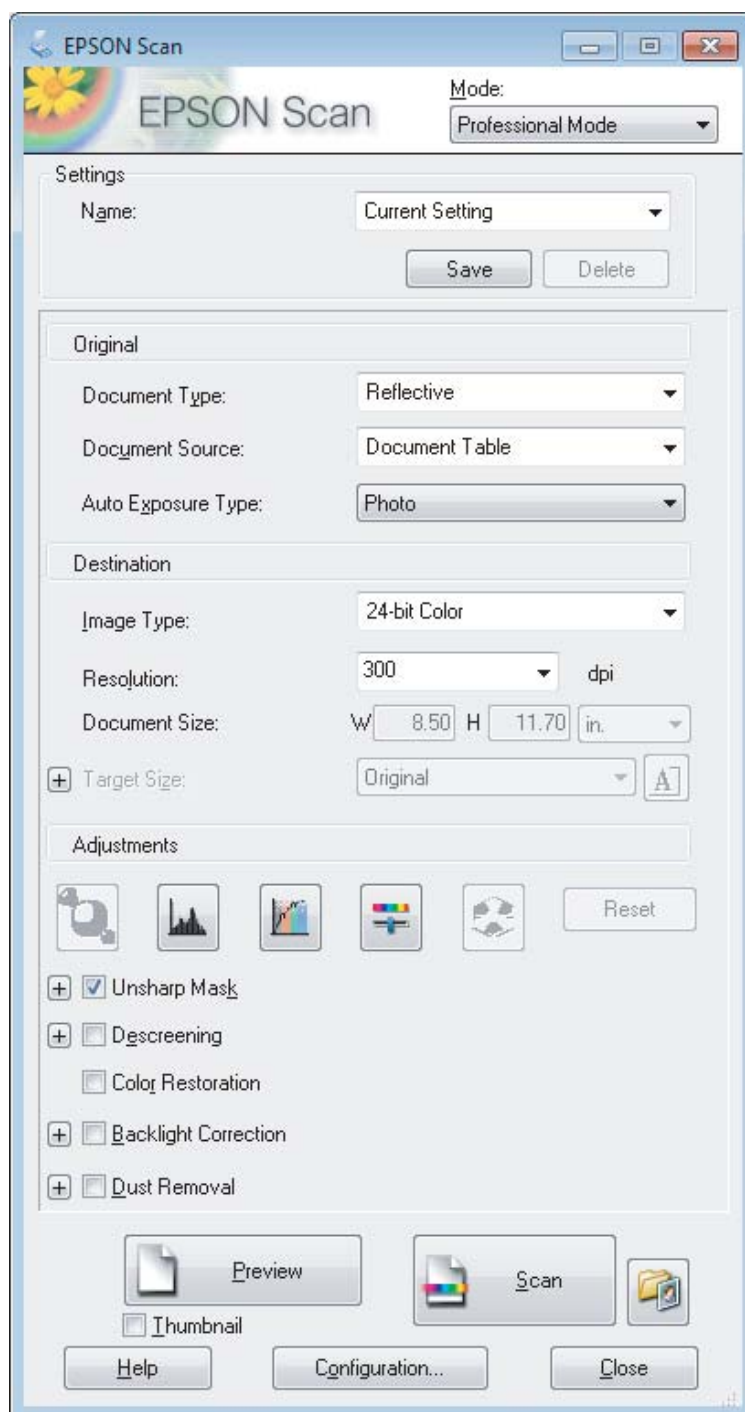 EPSON Scan
EPSON Scan
Mode:
Professional Mode
Settings
Name:
Current Setting
Save
Delete
Original
Document Type:
Reflective
Document Source:
Document Table
Auto Exposure Type:
Photo
Destination
Image Type:
24-bit Color
Resolution:
300
dpi
Document Size:
W 8.50 H 11.70 in.
Target Size:
Original
A
Adjustments
Reset
Unsharp Mask
Descreening
Color Restoration
Backlight Correction
Dust Removal
Preview
Scan
Thumbnail
Help
Configuration...
Close